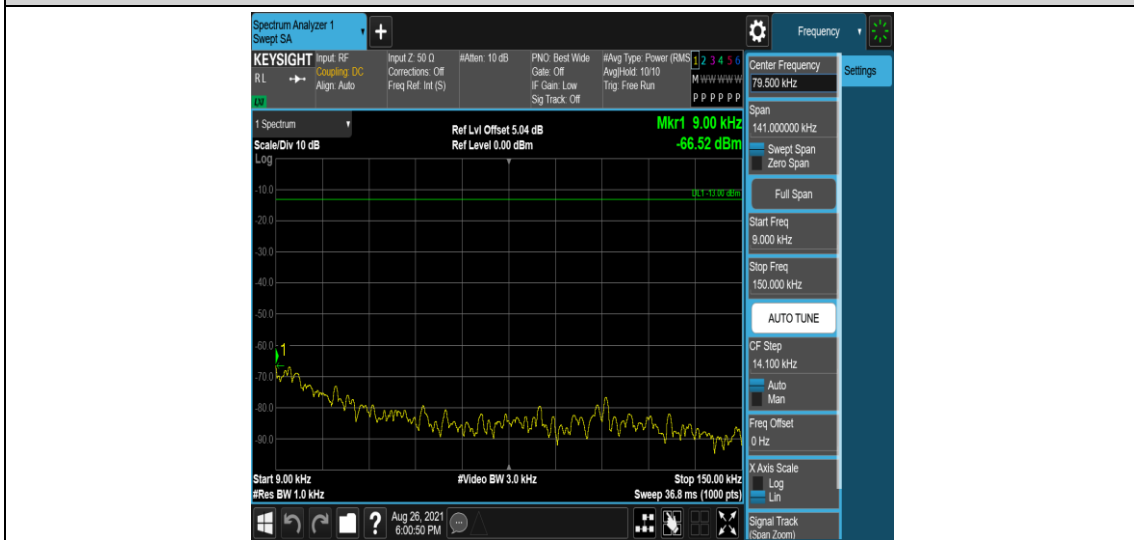 Spectrum Analyzer 1
Swept SA
+
Frequency
KEYSIGHT
RL
LXI
Input: RF
Coupling: DC
Align: Auto
Input Z: 50 Ω
Corrections: Off
Freq Ref: Int (S)
#Atten: 10 dB
PNO: Best Wide
Gate: Off
IF Gain: Low
Sig Track: Off
#Avg Type: Power (RMS
Avg|Hold: 10/10
Trig: Free Run
1 2 3 4 5 6
M W W W W W
P P P P P P
Center Frequency
79.500 kHz
Settings
Span
141.000000 kHz
Swept Span
Zero Span
Full Span
Start Freq
9.000 kHz
Stop Freq
150.000 kHz
AUTO TUNE
CF Step
14.100 kHz
Auto
Man
Freq Offset
0 Hz
X Axis Scale
Log
Lin
Signal Track
(Span Zoom)
1 Spectrum
Scale/Div 10 dB
Ref Lvl Offset 5.04 dB
Ref Level 0.00 dBm
Mkr1 9.00 kHz
-66.52 dBm
Log
DL1 -13.00 dBm
-10.0
-20.0
-30.0
-40.0
-50.0
-60.0
1
-70.0
-80.0
-90.0
Start 9.00 kHz
#Res BW 1.0 kHz
#Video BW 3.0 kHz
Stop 150.00 kHz
Sweep 36.8 ms (1000 pts)
?
Aug 26, 2021
6:00:50 PM